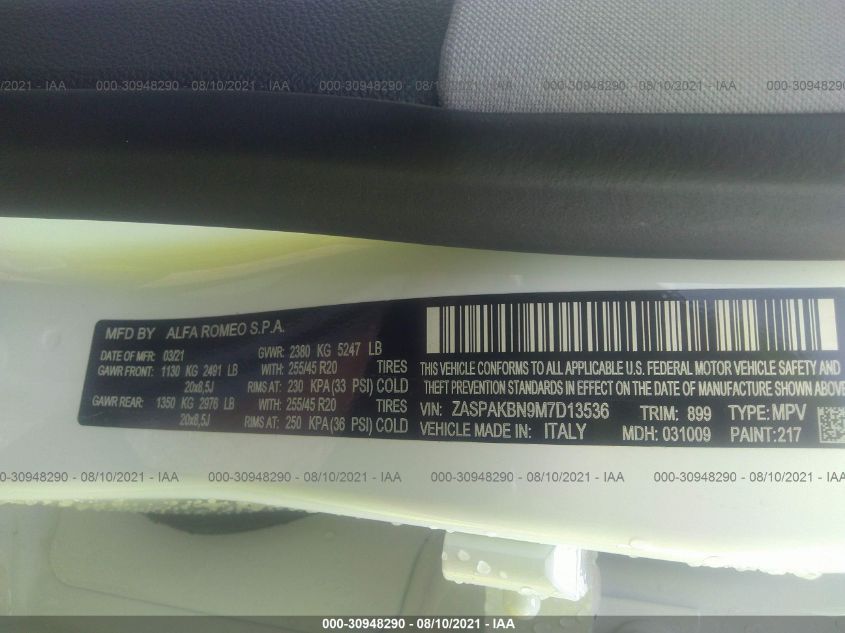 0/2021 - IAA 000-30948290 - 08/10/2021 - IAA 000-30948290 - 08/10/2021 - IAA 000-30948290 - 08/10/2021 - IAA 000-30948290 - 0
MFD BY ALFA ROMEO S.P.A.
DATE OF MFR: 03/21 GVWR: 2380 KG 5247 LB
GAWR FRONT: 1130 KG 2491 LB WITH: 255/45 R20 TIRES
20x8,5J RIMS AT: 230 KPA(33 PSI) COLD
GAWR REAR: 1350 KG 2976 LB WITH: 255/45 R20 TIRES
20x8,5J RIMS AT: 250 KPA(36 PSI) COLD
THIS VEHICLE CONFORMS TO ALL APPLICABLE U.S. FEDERAL MOTOR VEHICLE SAFETY AND
THEFT PREVENTION STANDARDS IN EFFECT ON THE DATE OF MANUFACTURE SHOWN ABOVE
VIN: ZASPAKBN9M7D13536 TRIM: 899 TYPE: MPV
VEHICLE MADE IN: ITALY MDH: 031009 PAINT:217
000-30948290 - 08/10/2021 - IAA 000-30948290 - 08/10/2021 - IAA 000-30948290 - 08/10/2021 - IAA 000-30948290 - 08/10/2021 - IAA
000-30948290 - 08/10/2021 - IAA